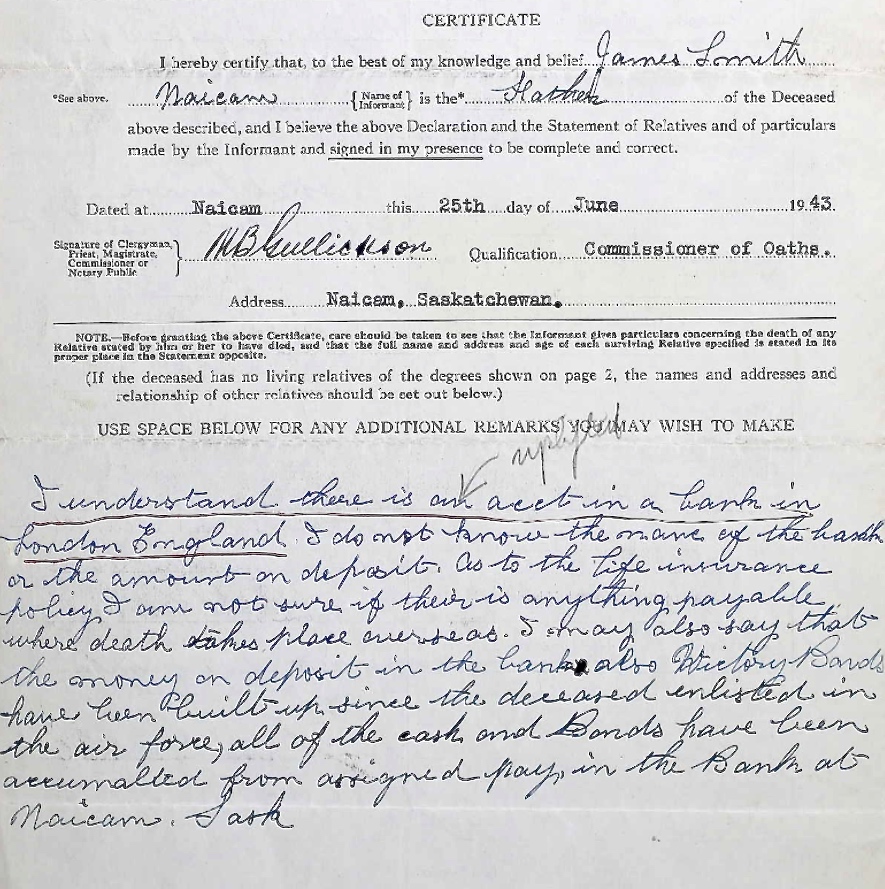 CERTIFICATE
I hereby certify that, to the best of my knowledge and belief James Smith
*See above. Naicam {Name of Informant} is the* Father of the Deceased
above described, and I believe the above Declaration and the Statement of Relatives and of particulars
made by the Informant and signed in my presence to be complete and correct.
Dated at Naicam this 25th day of June 1943.
Signature of Clergyman, Priest, Magistrate, Commissioner or Notary Public } MB Gullickson Qualification Commissioner of Oaths.
Address Naicam, Saskatchewan.
NOTE.—Before granting the above Certificate, care should be taken to see that the Informant gives particulars concerning the death of any
Relative stated by him or her to have died, and that the full name and address and age of each surviving Relative specified is stated in its
proper place in the Statement opposite.
(If the deceased has no living relatives of the degrees shown on page 2, the names and addresses and
relationship of other relatives should be set out below.)
USE SPACE BELOW FOR ANY ADDITIONAL REMARKS YOU MAY WISH TO MAKE
I understand there is an acct in a bank in
London England. I do not know the name of the bank
or the amount on deposit. As to the life insurance
policy I am not sure if their is anything payable
where death takes place overseas. I may also say that
the money on deposit in the bank also Victory Bonds
have been built up since the deceased enlisted in
the air force, all of the cash and Bonds have been
accumalted from assigned pay, in the Bank at
Naicam. Sask